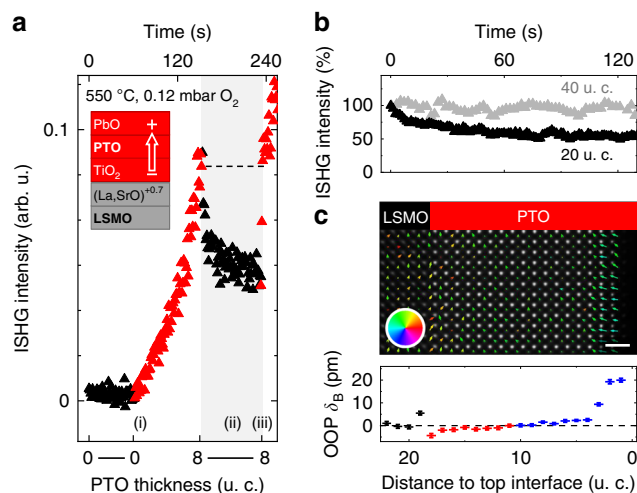 a
Time (s)
0 120 240
550 °C, 0.12 mbar O₂
PbO +
PTO
TiO₂ −
(La,SrO)⁺⁰·⁷
LSMO
ISHG intensity (arb. u.)
0.1
0
(i) (ii) (iii)
0 0 8 8
PTO thickness (u. c.)
b
Time (s)
0 60 120
ISHG intensity (%)
100
50
0
40 u. c.
20 u. c.
c
LSMO PTO
OOP δB (pm)
20
10
0
20 10 0
Distance to top interface (u. c.)